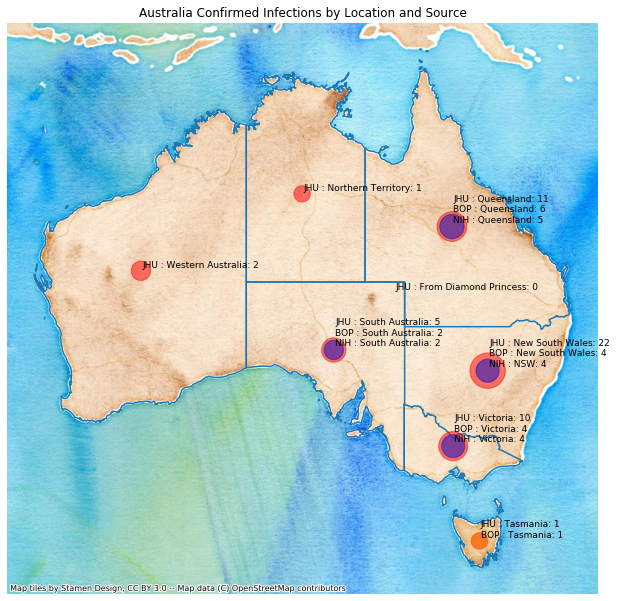 Australia Confirmed Infections by Location and Source
JHU : Northern Territory: 1
JHU : Queensland: 11
BOP : Queensland: 6
NIH : Queensland: 5
JHU : Western Australia: 2
JHU : From Diamond Princess: 0
JHU : South Australia: 5
BOP : South Australia: 2
NIH : South Australia: 2
JHU : New South Wales: 22
BOP : New South Wales: 4
NIH : NSW: 4
JHU : Victoria: 10
BOP : Victoria: 4
NIH : Victoria: 4
JHU : Tasmania: 1
BOP : Tasmania: 1
Map tiles by Stamen Design, CC BY 3.0 -- Map data (C) OpenStreetMap contributors